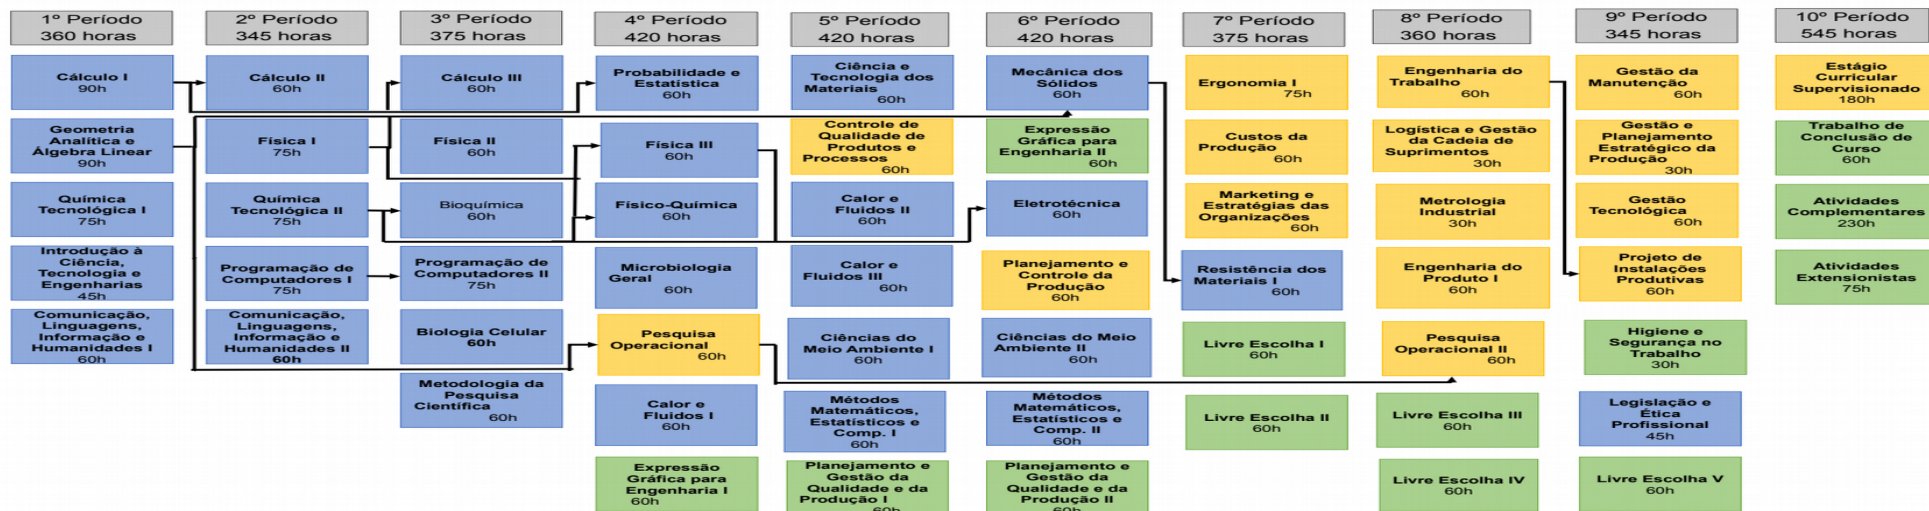 1º Período
360 horas
Cálculo I
90h
Geometria
Analítica e
Álgebra Linear
90h
Química
Tecnológica I
75h
Introdução à
Ciência,
Tecnologia e
Engenharias
45h
Comunicação,
Linguagens,
Informação e
Humanidades I
60h
2º Período
345 horas
Cálculo II
60h
Física I
75h
Química
Tecnológica II
75h
Programação de
Computadores I
75h
Comunicação,
Linguagens,
Informação e
Humanidades II
60h
3º Período
375 horas
Cálculo III
60h
Física II
60h
Bioquímica
60h
Programação de
Computadores II
75h
Biologia Celular
60h
Metodologia da
Pesquisa
Científica
60h
4º Período
420 horas
Probabilidade e
Estatística
60h
Física III
60h
Físico-Química
60h
Microbiologia
Geral
60h
Pesquisa
Operacional
60h
Calor e
Fluidos I
60h
Expressão
Gráfica para
Engenharia I
60h
5º Período
420 horas
Ciência e
Tecnologia dos
Materiais
60h
Controle de
Qualidade de
Produtos e
Processos
60h
Calor e
Fluidos II
60h
Calor e
Fluidos III
60h
Ciências do
Meio Ambiente I
60h
Métodos
Matemáticos,
Estatísticos e
Comp. I
60h
Planejamento e
Gestão da
Qualidade e da
Produção I
60h
6º Período
420 horas
Mecânica dos
Sólidos
60h
Expressão
Gráfica para
Engenharia II
60h
Eletrotécnica
60h
Planejamento e
Controle da
Produção
60h
Ciências do Meio
Ambiente II
60h
Métodos
Matemáticos,
Estatísticos e
Comp. II
60h
Planejamento e
Gestão da
Qualidade e da
Produção II
60h
7º Período
375 horas
Ergonomia I
75h
Custos da
Produção
60h
Marketing e
Estratégias das
Organizações
60h
Resistência dos
Materiais I
60h
Livre Escolha I
60h
Livre Escolha II
60h
8º Período
360 horas
Engenharia do
Trabalho
60h
Logística e Gestão
da Cadeia de
Suprimentos
30h
Metrologia
Industrial
30h
Engenharia do
Produto I
60h
Pesquisa
Operacional II
60h
Livre Escolha III
60h
Livre Escolha IV
60h
9º Período
345 horas
Gestão da
Manutenção
60h
Gestão e
Planejamento
Estratégico da
Produção
30h
Gestão
Tecnológica
60h
Projeto de
Instalações
Produtivas
60h
Higiene e
Segurança no
Trabalho
30h
Legislação e
Ética
Profissional
45h
Livre Escolha V
60h
10º Período
545 horas
Estágio
Curricular
Supervisionado
180h
Trabalho de
Conclusão de
Curso
60h
Atividades
Complementares
230h
Atividades
Extensionistas
75h